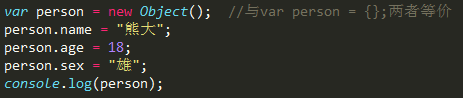 var person = new Object();  //与var person = {};两者等价
person.name = "熊大";
person.age = 18;
person.sex = "雄";
console.log(person);